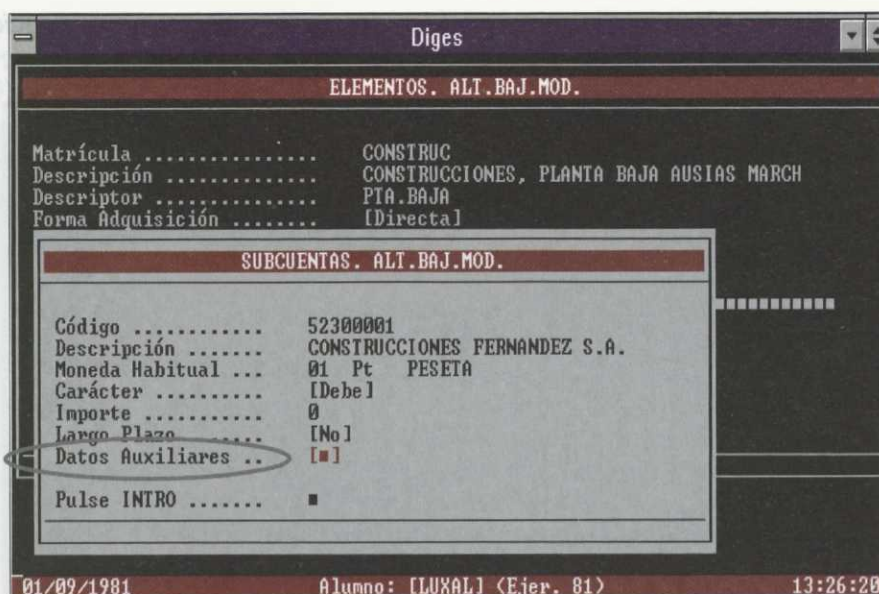 Diges
ELEMENTOS. ALT.BAJ.MOD.
Matrícula ................ CONSTRUC
Descripción .............. CONSTRUCCIONES, PLANTA BAJA AUSIAS MARCH
Descriptor ............... PTA.BAJA
Forma Adquisición ........ [Directa]
SUBCUENTAS. ALT.BAJ.MOD.
Código ............ 52300001
Descripción ....... CONSTRUCCIONES FERNANDEZ S.A.
Moneda Habitual ... 01 Pt PESETA
Carácter .......... [Debe]
Importe ........... 0
Largo Plazo ...... [No]
Datos Auxiliares .. [■]
Pulse INTRO ....... ■
01/09/1981 Alumno: [LUXAL] (Ejer. 81) 13:26:20